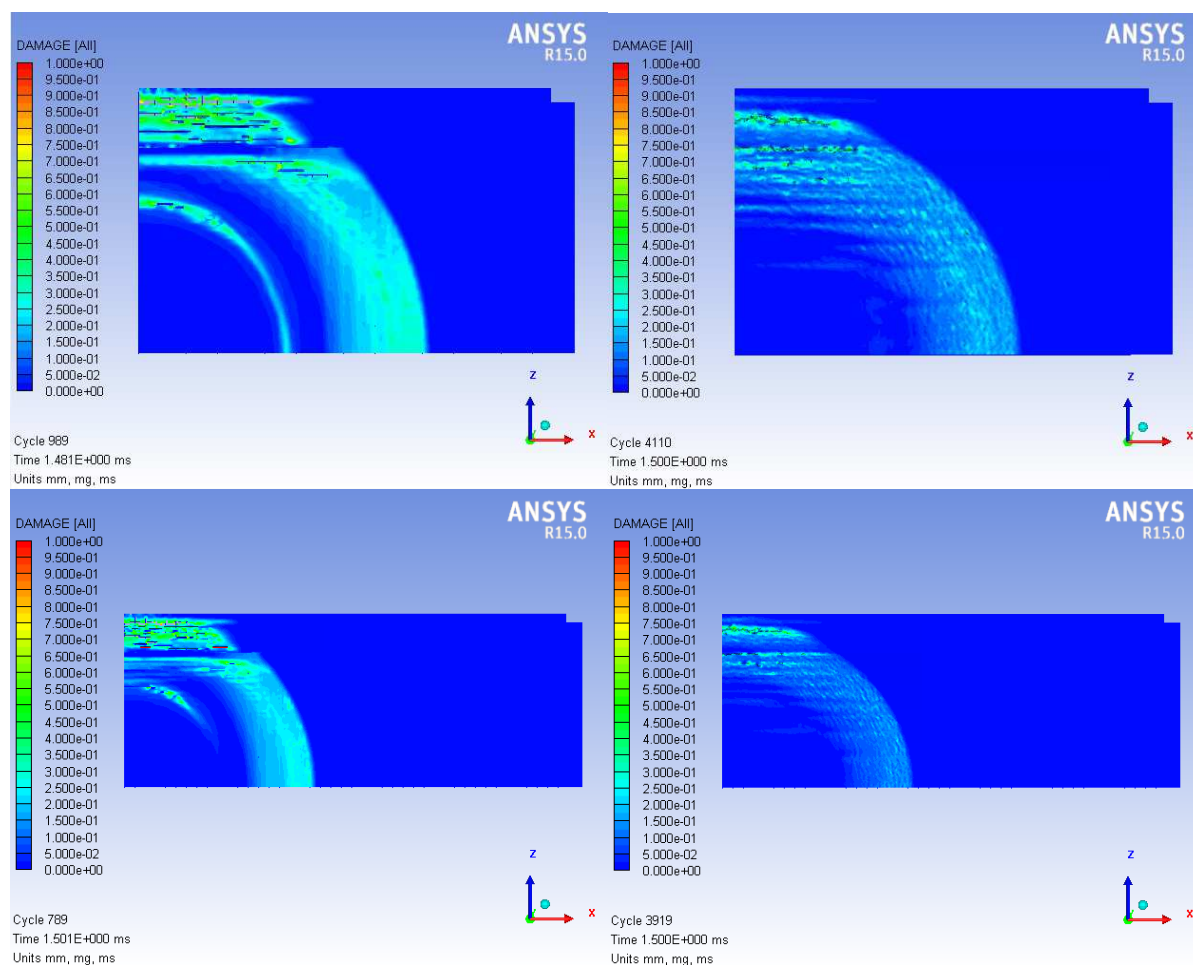 ANSYS
R15.0
DAMAGE [All]
1.000e+00
9.500e-01
9.000e-01
8.500e-01
8.000e-01
7.500e-01
7.000e-01
6.500e-01
6.000e-01
5.500e-01
5.000e-01
4.500e-01
4.000e-01
3.500e-01
3.000e-01
2.500e-01
2.000e-01
1.500e-01
1.000e-01
5.000e-02
0.000e+00
z
x
Cycle 989
Time 1.481E+000 ms
Units mm, mg, ms
ANSYS
R15.0
DAMAGE [All]
1.000e+00
9.500e-01
9.000e-01
8.500e-01
8.000e-01
7.500e-01
7.000e-01
6.500e-01
6.000e-01
5.500e-01
5.000e-01
4.500e-01
4.000e-01
3.500e-01
3.000e-01
2.500e-01
2.000e-01
1.500e-01
1.000e-01
5.000e-02
0.000e+00
z
x
Cycle 4110
Time 1.500E+000 ms
Units mm, mg, ms
ANSYS
R15.0
DAMAGE [All]
1.000e+00
9.500e-01
9.000e-01
8.500e-01
8.000e-01
7.500e-01
7.000e-01
6.500e-01
6.000e-01
5.500e-01
5.000e-01
4.500e-01
4.000e-01
3.500e-01
3.000e-01
2.500e-01
2.000e-01
1.500e-01
1.000e-01
5.000e-02
0.000e+00
z
x
Cycle 789
Time 1.501E+000 ms
Units mm, mg, ms
ANSYS
R15.0
DAMAGE [All]
1.000e+00
9.500e-01
9.000e-01
8.500e-01
8.000e-01
7.500e-01
7.000e-01
6.500e-01
6.000e-01
5.500e-01
5.000e-01
4.500e-01
4.000e-01
3.500e-01
3.000e-01
2.500e-01
2.000e-01
1.500e-01
1.000e-01
5.000e-02
0.000e+00
z
x
Cycle 3919
Time 1.500E+000 ms
Units mm, mg, ms